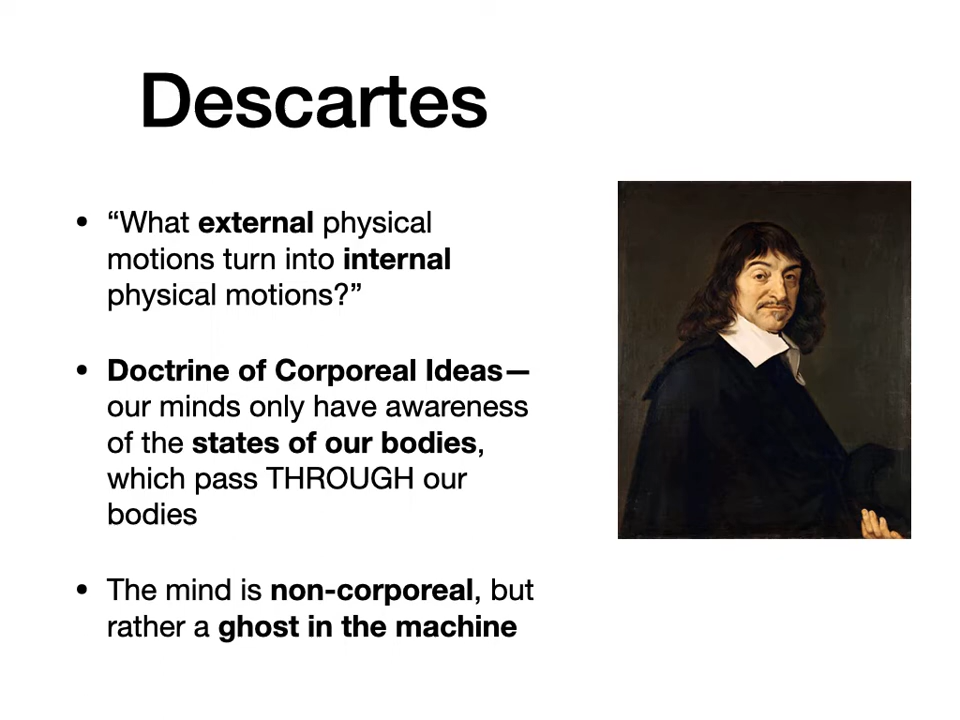 Descartes
• “What external physical
motions turn into internal
physical motions?”
• Doctrine of Corporeal Ideas—
our minds only have awareness
of the states of our bodies,
which pass THROUGH our
bodies
• The mind is non-corporeal, but
rather a ghost in the machine